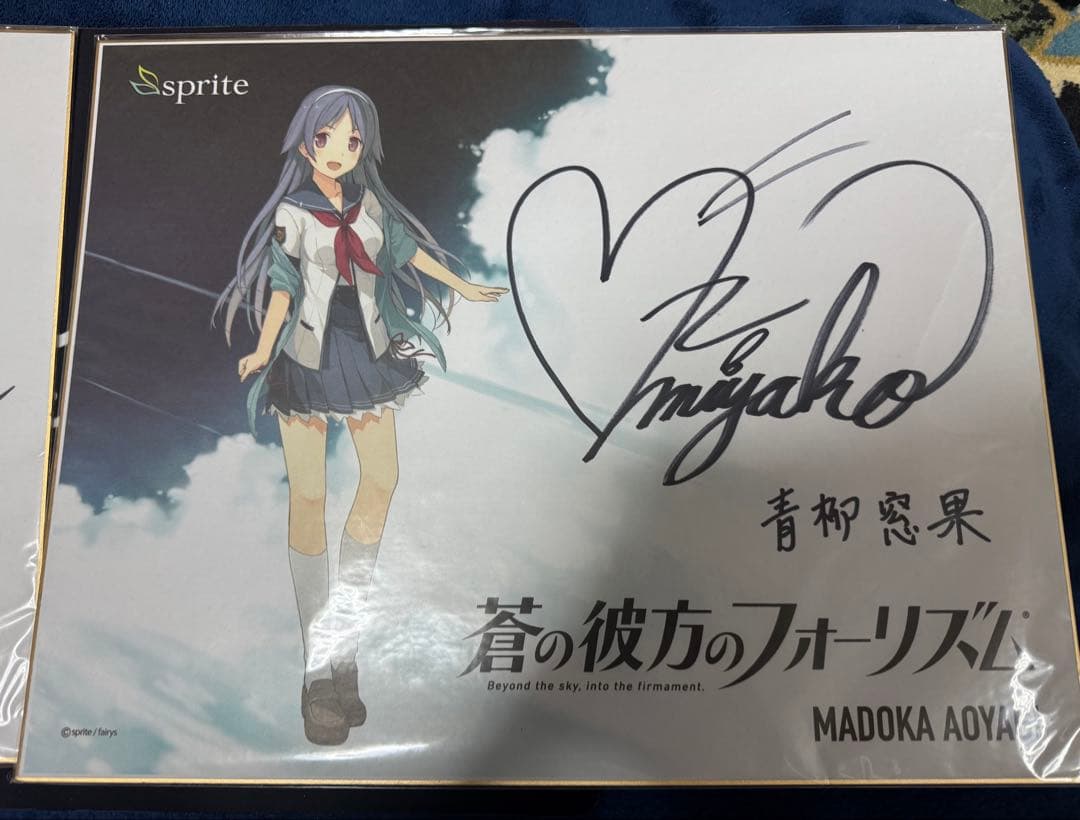 sprite
miyako
青柳窓果
蒼の彼方のフォーリズム
Beyond the sky, into the firmament.
©sprite / fairys
MADOKA AOYA